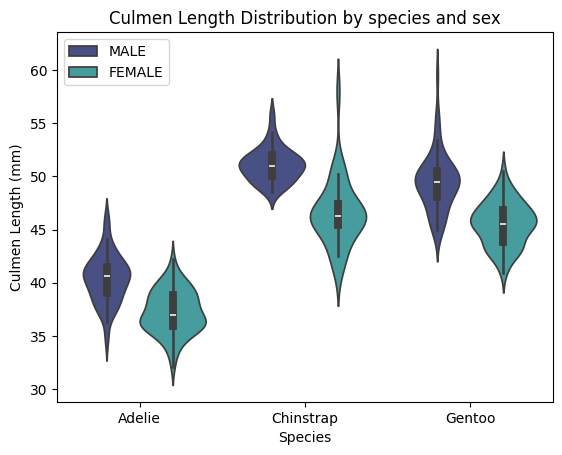 Culmen Length Distribution by species and sex
MALE
FEMALE
Culmen Length (mm)
60
55
50
45
40
35
30
Adelie Chinstrap Gentoo
Species